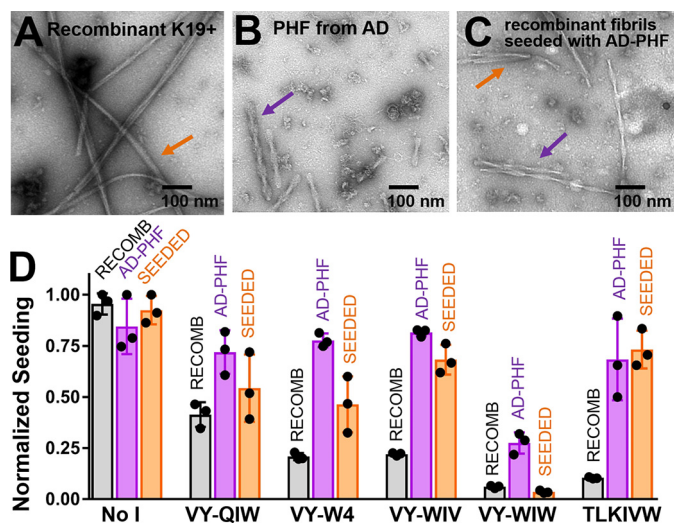 A Recombinant K19+
100 nm
B PHF from AD
100 nm
C recombinant fibrils
seeded with AD-PHF
100 nm
D
Normalized Seeding
1.00
0.75
0.50
0.25
0.00
RECOMB
AD-PHF
SEEDED
RECOMB
AD-PHF
SEEDED
RECOMB
AD-PHF
SEEDED
RECOMB
AD-PHF
SEEDED
RECOMB
AD-PHF
SEEDED
RECOMB
AD-PHF
SEEDED
No I VY-QIW VY-W4 VY-WIV VY-WIW TLKIVW